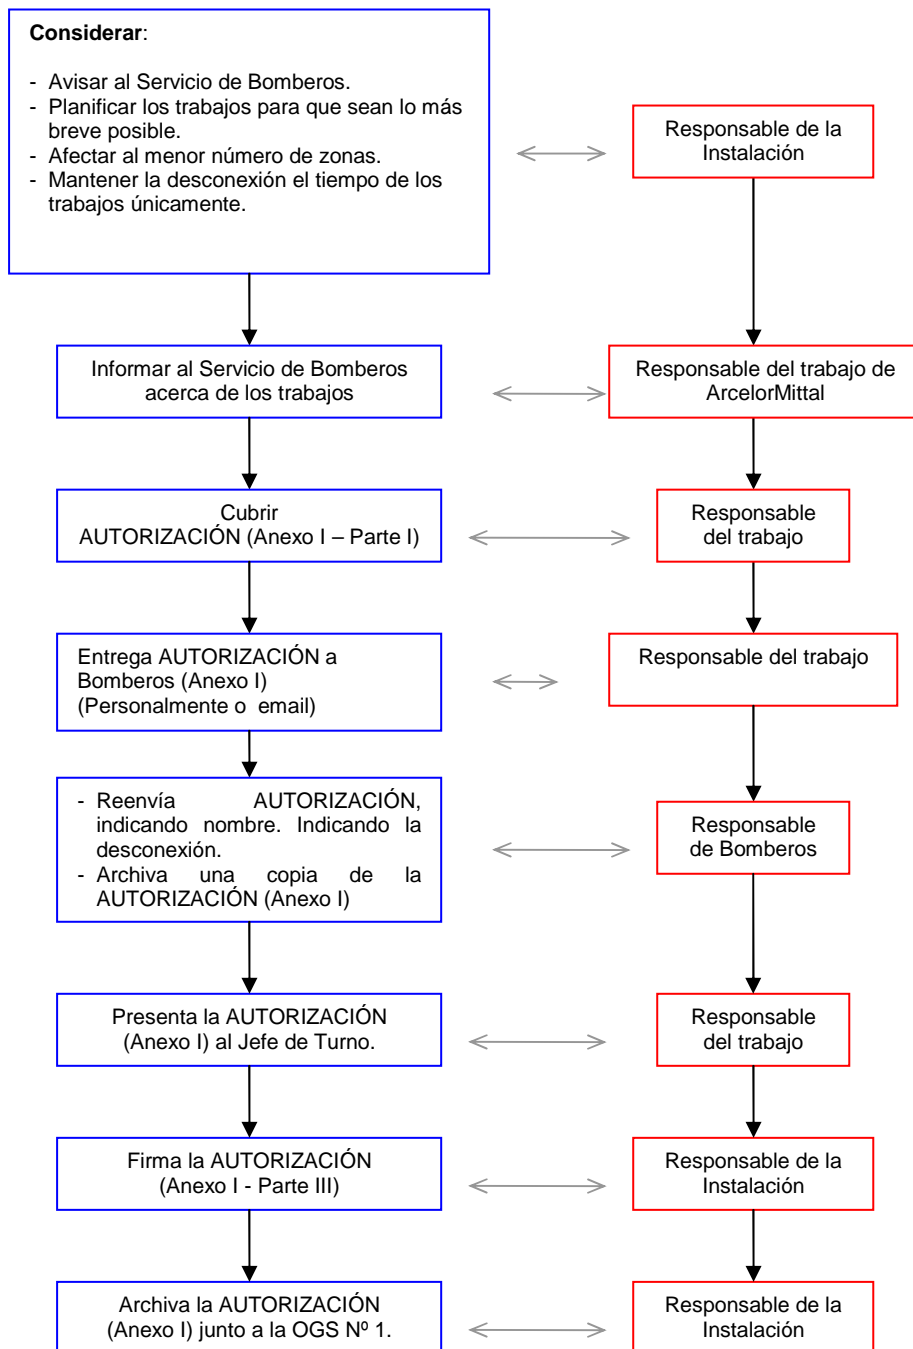 Considerar:
- Avisar al Servicio de Bomberos.
- Planificar los trabajos para que sean lo más
breve posible.
- Afectar al menor número de zonas.
- Mantener la desconexión el tiempo de los
trabajos únicamente.
Responsable de la
Instalación
Informar al Servicio de Bomberos
acerca de los trabajos
Responsable del trabajo de
ArcelorMittal
Cubrir
AUTORIZACIÓN (Anexo I – Parte I)
Responsable
del trabajo
Entrega AUTORIZACIÓN a
Bomberos (Anexo I)
(Personalmente o email)
Responsable del trabajo
- Reenvía AUTORIZACIÓN,
indicando nombre. Indicando la
desconexión.
- Archiva una copia de la
AUTORIZACIÓN (Anexo I)
Responsable
de Bomberos
Presenta la AUTORIZACIÓN
(Anexo I) al Jefe de Turno.
Responsable
del trabajo
Firma la AUTORIZACIÓN
(Anexo I - Parte III)
Responsable de la
Instalación
Archiva la AUTORIZACIÓN
(Anexo I) junto a la OGS Nº 1.
Responsable de la
Instalación